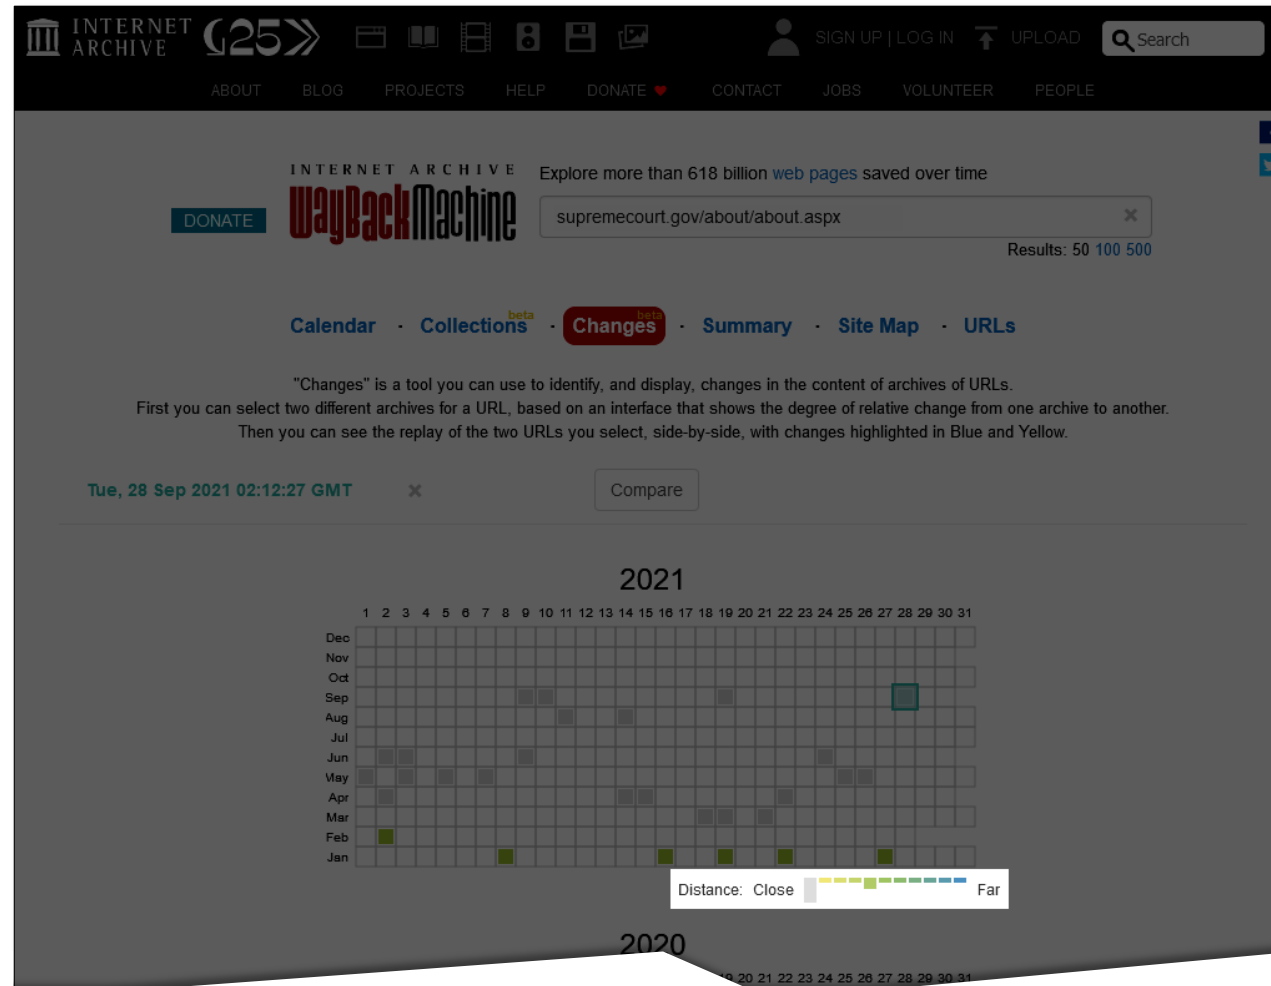 INTERNET ARCHIVE
25
SIGN UP | LOG IN
UPLOAD
Search
ABOUT BLOG PROJECTS HELP DONATE CONTACT JOBS VOLUNTEER PEOPLE
DONATE
INTERNET ARCHIVE
WayBackMachine
Explore more than 618 billion web pages saved over time
supremecourt.gov/about/about.aspx
Results: 50 100 500
Calendar · Collections beta · Changes beta · Summary · Site Map · URLs
"Changes" is a tool you can use to identify, and display, changes in the content of archives of URLs.
First you can select two different archives for a URL, based on an interface that shows the degree of relative change from one archive to another.
Then you can see the replay of the two URLs you select, side-by-side, with changes highlighted in Blue and Yellow.
Tue, 28 Sep 2021 02:12:27 GMT
Compare
2021
1 2 3 4 5 6 7 8 9 10 11 12 13 14 15 16 17 18 19 20 21 22 23 24 25 26 27 28 29 30 31
Dec
Nov
Oct
Sep
Aug
Jul
Jun
May
Apr
Mar
Feb
Jan
Distance: Close Far
2020
20 21 22 23 24 25 26 27 28 29 30 31